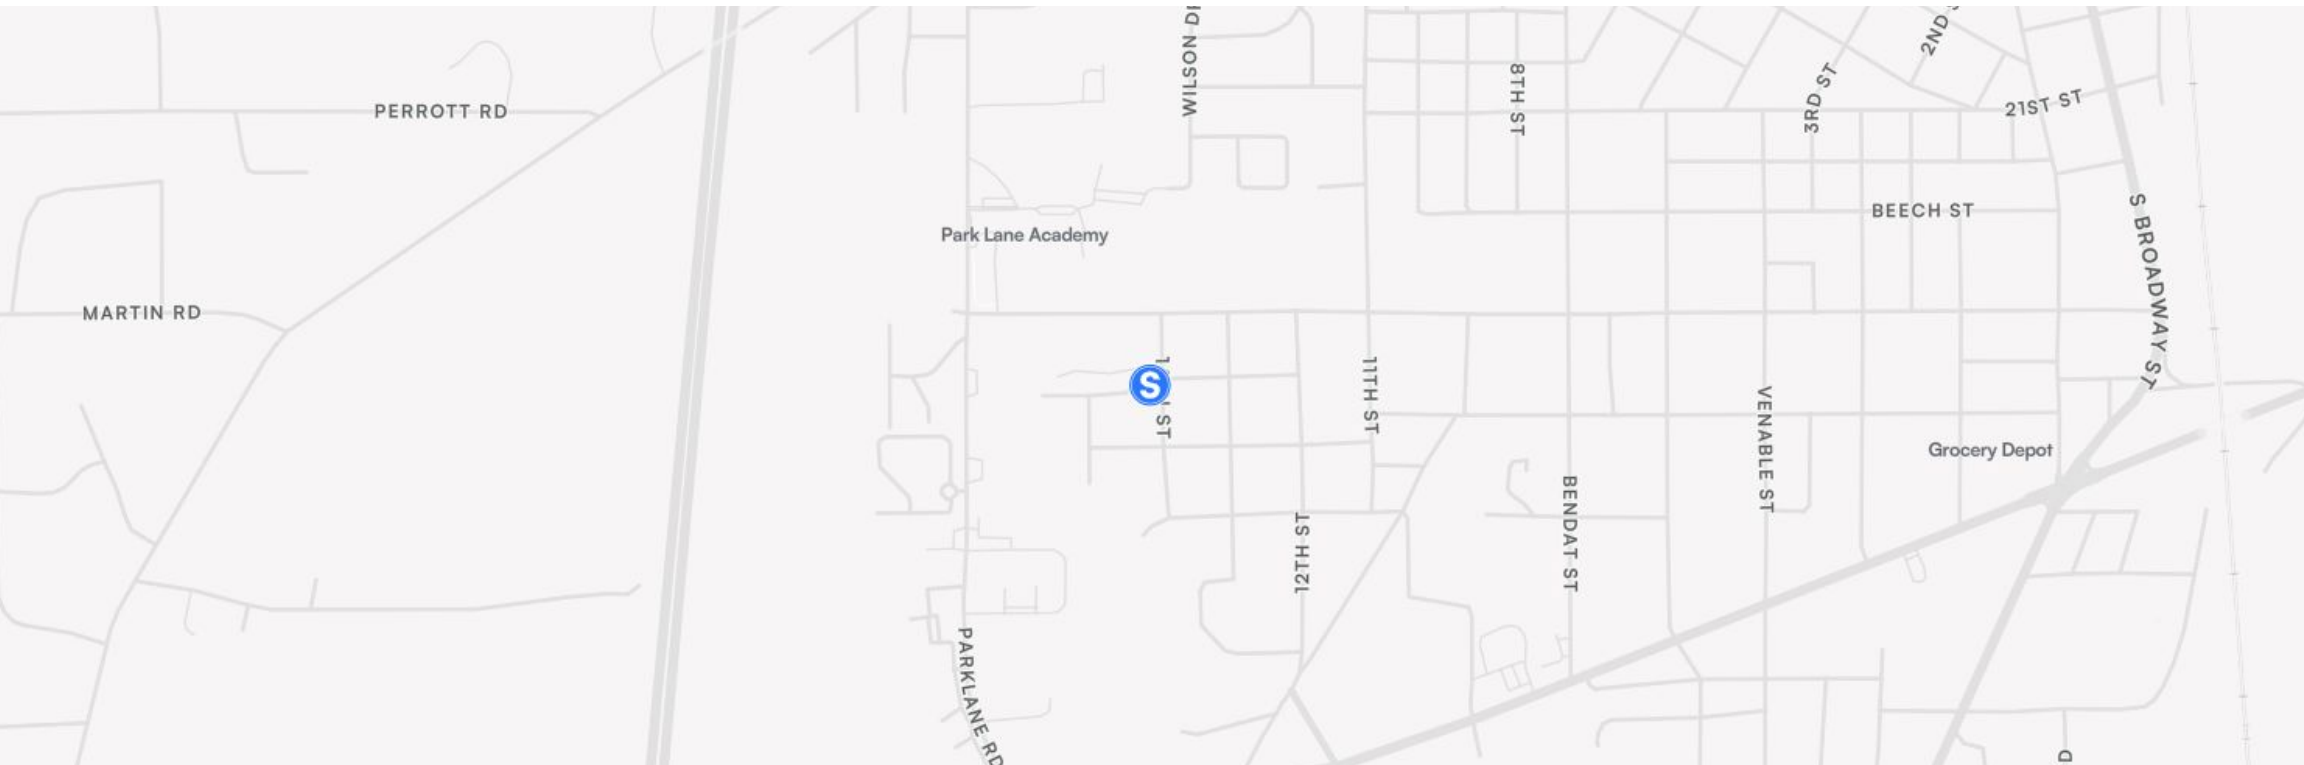 WILSON
2ND
PERROTT RD
8TH ST
3RD ST
21ST ST
BEECH ST
Park Lane Academy
S BROADWAY ST
MARTIN RD
S
ST
11TH ST
VENABLE ST
Grocery Depot
BENDAT ST
12TH ST
PARKLANE RD
D